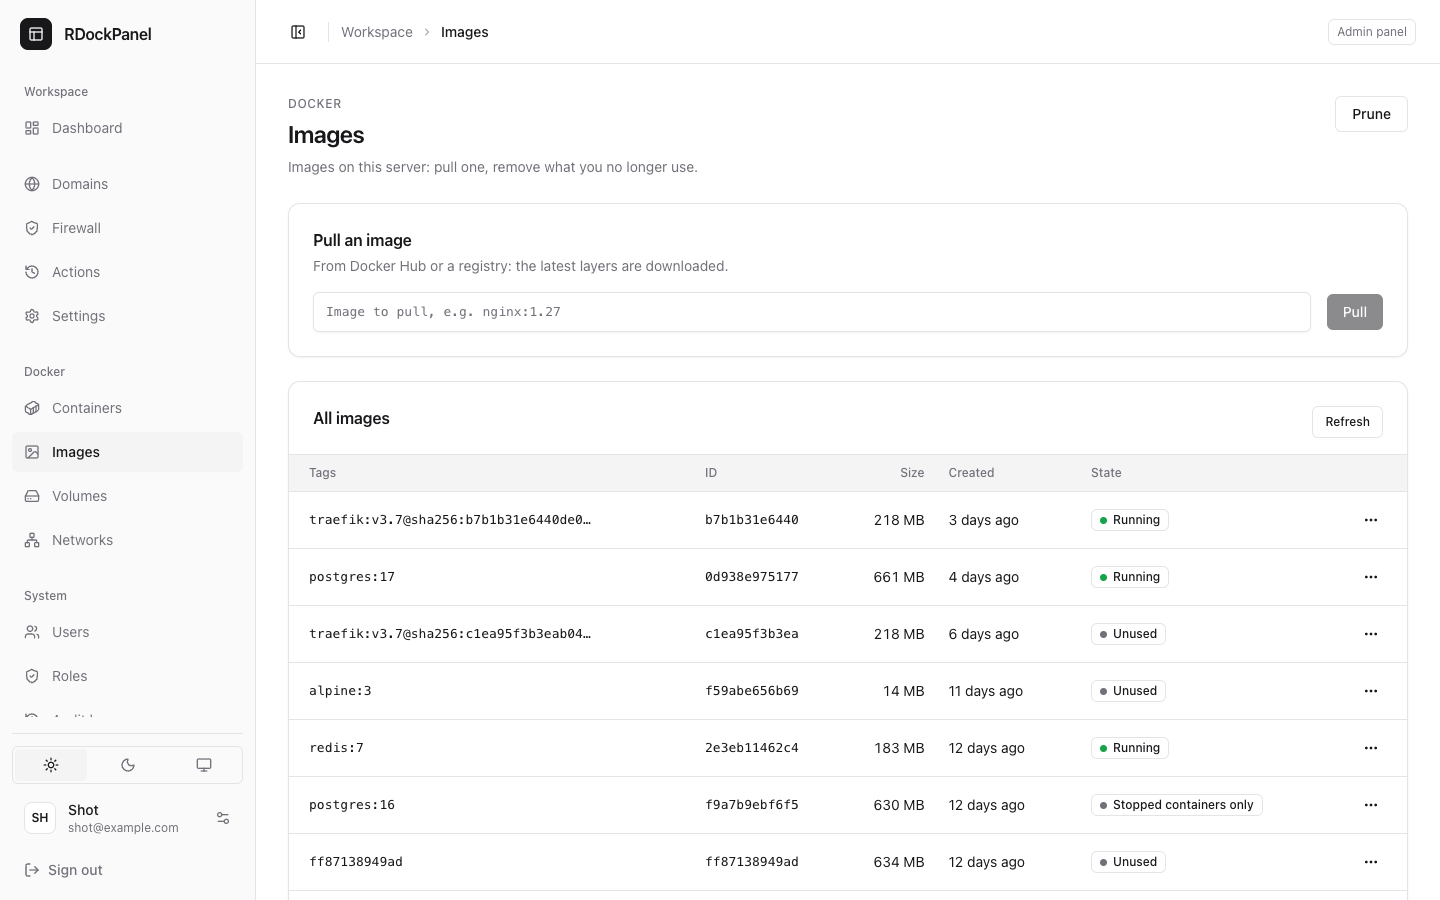 RDockPanel
Workspace
Dashboard
Domains
Firewall
Actions
Settings
Docker
Containers
Images
Volumes
Networks
System
Users
Roles
SH
Shot
shot@example.com
Sign out
Workspace > Images
Admin panel
DOCKER
Images
Images on this server: pull one, remove what you no longer use.
Prune
Pull an image
From Docker Hub or a registry: the latest layers are downloaded.
Image to pull, e.g. nginx:1.27
Pull
All images
Refresh
Tags ID Size Created State
traefik:v3.7@sha256:b7b1b31e6440de0… b7b1b31e6440 218 MB 3 days ago Running
postgres:17 0d938e975177 661 MB 4 days ago Running
traefik:v3.7@sha256:c1ea95f3b3eab04… c1ea95f3b3ea 218 MB 6 days ago Unused
alpine:3 f59abe656b69 14 MB 11 days ago Unused
redis:7 2e3eb11462c4 183 MB 12 days ago Running
postgres:16 f9a7b9ebf6f5 630 MB 12 days ago Stopped containers only
ff87138949ad ff87138949ad 634 MB 12 days ago Unused